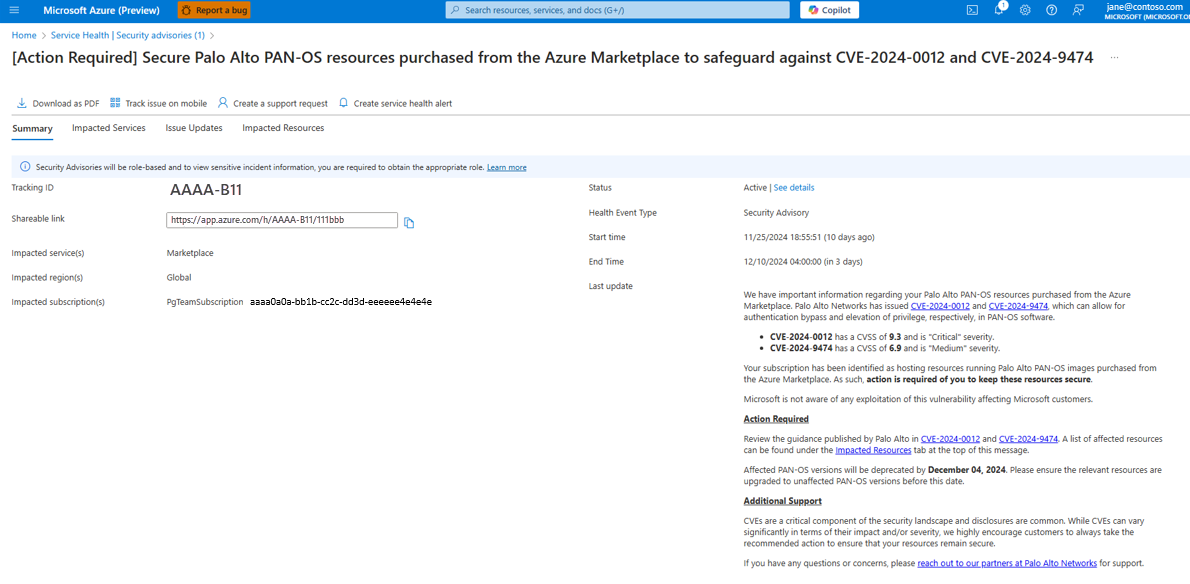 Microsoft Azure (Preview)
Report a bug
Search resources, services, and docs (G+/)
Copilot
1
jane@contoso.com
MICROSOFT (MICROSOFT.O
Home > Service Health | Security advisories (1) >
[Action Required] Secure Palo Alto PAN-OS resources purchased from the Azure Marketplace to safeguard against CVE-2024-0012 and CVE-2024-9474 ...
Download as PDF Track issue on mobile Create a support request Create service health alert
Summary Impacted Services Issue Updates Impacted Resources
Security Advisories will be role-based and to view sensitive incident information, you are required to obtain the appropriate role. Learn more
Tracking ID AAAA-B11
Shareable link https://app.azure.com/h/AAAA-B11/111bbb
Impacted service(s) Marketplace
Impacted region(s) Global
Impacted subscription(s) PgTeamSubscription aaaa0a0a-bb1b-cc2c-dd3d-eeeeee4e4e4e
Status Active | See details
Health Event Type Security Advisory
Start time 11/25/2024 18:55:51 (10 days ago)
End Time 12/10/2024 04:00:00 (in 3 days)
Last update
We have important information regarding your Palo Alto PAN-OS resources purchased from the Azure
Marketplace. Palo Alto Networks has issued CVE-2024-0012 and CVE-2024-9474, which can allow for
authentication bypass and elevation of privilege, respectively, in PAN-OS software.
• CVE-2024-0012 has a CVSS of 9.3 and is "Critical" severity.
• CVE-2024-9474 has a CVSS of 6.9 and is "Medium" severity.
Your subscription has been identified as hosting resources running Palo Alto PAN-OS images purchased from
the Azure Marketplace. As such, action is required of you to keep these resources secure.
Microsoft is not aware of any exploitation of this vulnerability affecting Microsoft customers.
Action Required
Review the guidance published by Palo Alto in CVE-2024-0012 and CVE-2024-9474. A list of affected resources
can be found under the Impacted Resources tab at the top of this message.
Affected PAN-OS versions will be deprecated by December 04, 2024. Please ensure the relevant resources are
upgraded to unaffected PAN-OS versions before this date.
Additional Support
CVEs are a critical component of the security landscape and disclosures are common. While CVEs can vary
significantly in terms of their impact and/or severity, we highly encourage customers to always take the
recommended action to ensure that your resources remain secure.
If you have any questions or concerns, please reach out to our partners at Palo Alto Networks for support.